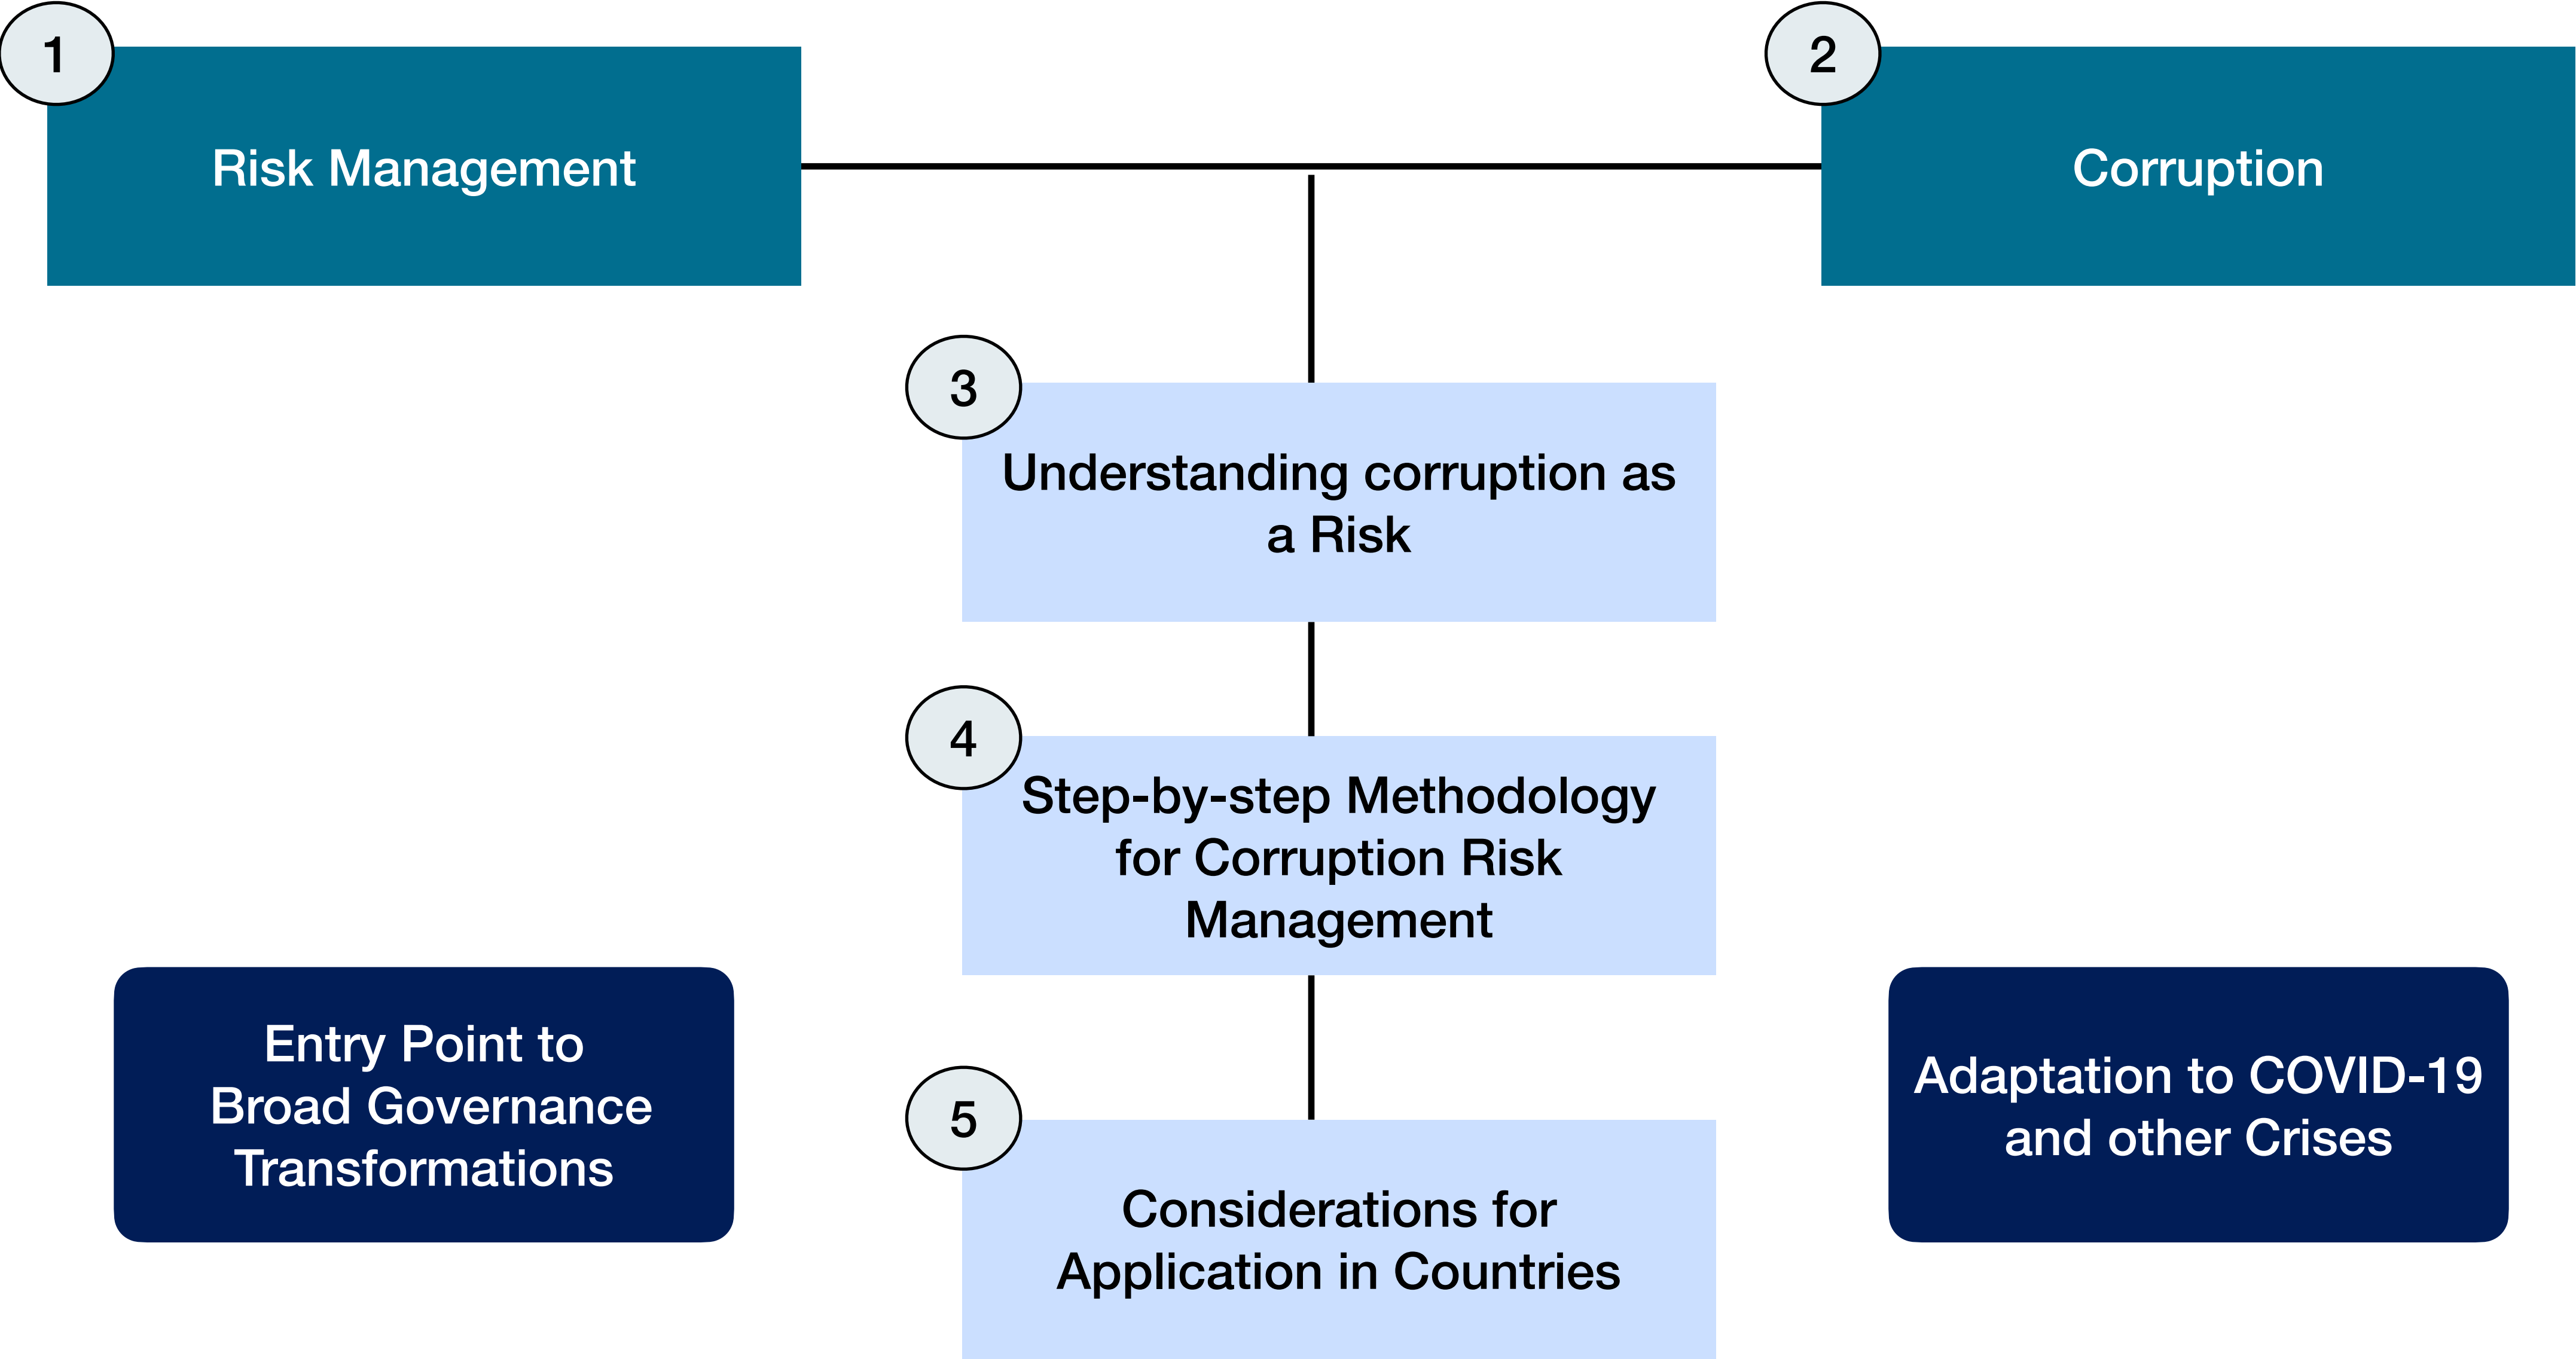 1
Risk Management
2
Corruption
3
Understanding corruption as
a Risk
4
Step-by-step Methodology
for Corruption Risk
Management
Entry Point to
Broad Governance
Transformations
Adaptation to COVID-19
and other Crises
5
Considerations for
Application in Countries